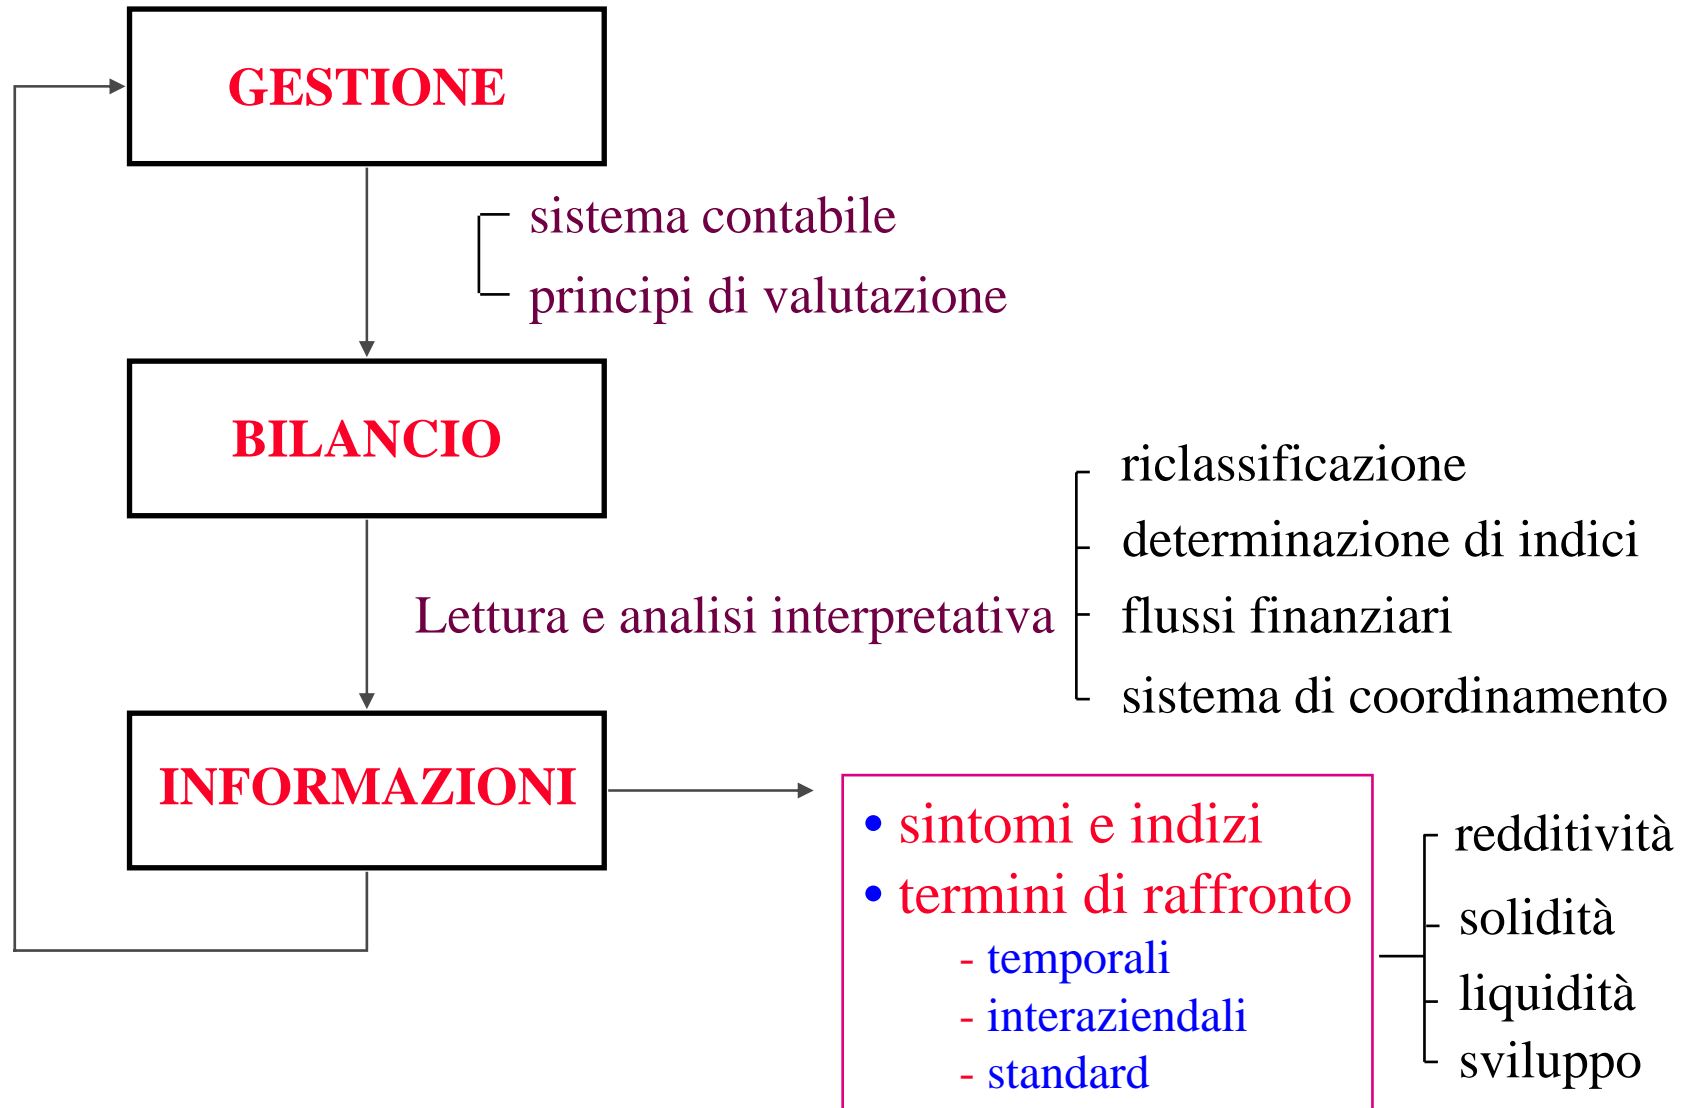 GESTIONE
sistema contabile
principi di valutazione
BILANCIO
Lettura e analisi interpretativa
riclassificazione
determinazione di indici
flussi finanziari
sistema di coordinamento
INFORMAZIONI
• sintomi e indizi
• termini di raffronto
- temporali
- interaziendali
- standard
redditività
solidità
liquidità
sviluppo